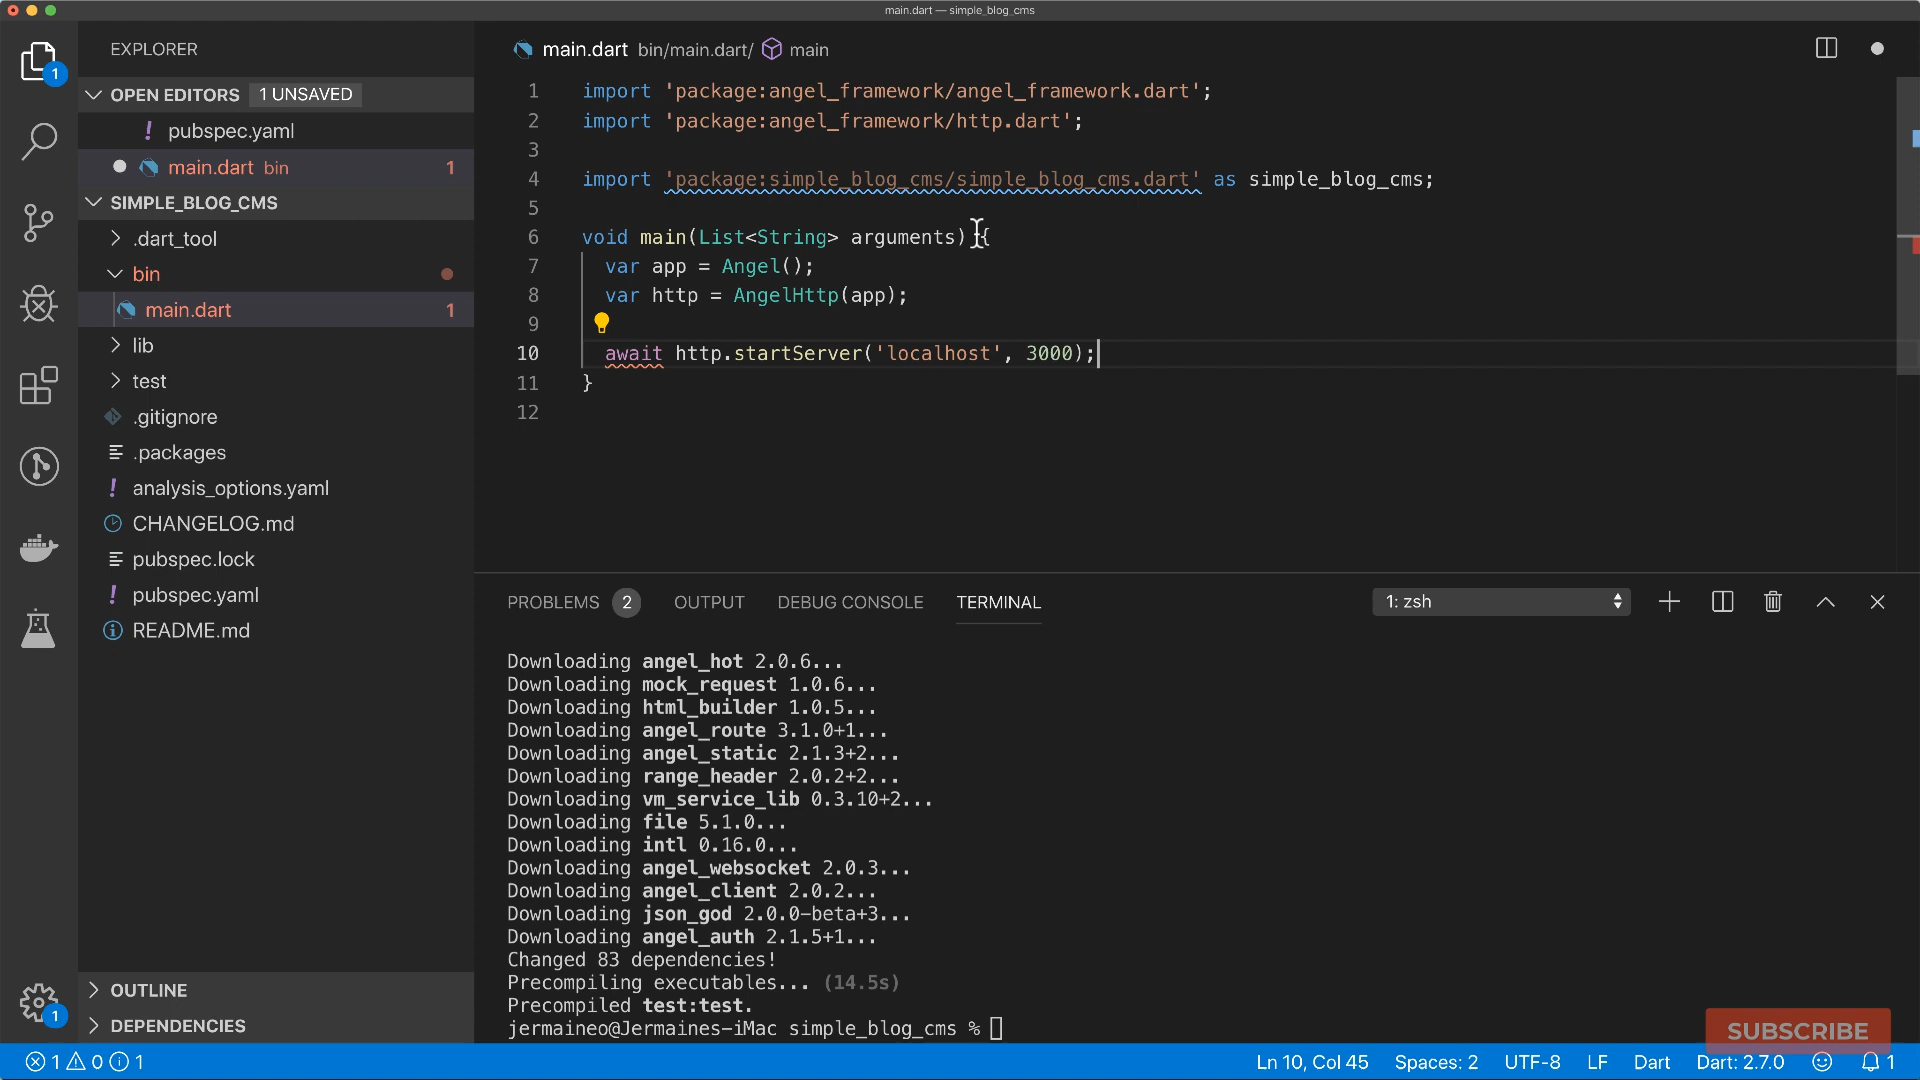 main.dart — simple_blog_cms
EXPLORER
OPEN EDITORS 1 UNSAVED
! pubspec.yaml
main.dart bin 1
SIMPLE_BLOG_CMS
.dart_tool
bin
main.dart 1
lib
test
.gitignore
.packages
! analysis_options.yaml
CHANGELOG.md
pubspec.lock
! pubspec.yaml
README.md
OUTLINE
DEPENDENCIES
1
1
main.dart bin/main.dart/ main
1 import 'package:angel_framework/angel_framework.dart';
2 import 'package:angel_framework/http.dart';
3
4 import 'package:simple_blog_cms/simple_blog_cms.dart' as simple_blog_cms;
5
6 void main(List<String> arguments) {
7 var app = Angel();
8 var http = AngelHttp(app);
9
10 await http.startServer('localhost', 3000);
11 }
12
PROBLEMS 2 OUTPUT DEBUG CONSOLE TERMINAL 1: zsh
Downloading angel_hot 2.0.6...
Downloading mock_request 1.0.6...
Downloading html_builder 1.0.5...
Downloading angel_route 3.1.0+1...
Downloading angel_static 2.1.3+2...
Downloading range_header 2.0.2+2...
Downloading vm_service_lib 0.3.10+2...
Downloading file 5.1.0...
Downloading intl 0.16.0...
Downloading angel_websocket 2.0.3...
Downloading angel_client 2.0.2...
Downloading json_god 2.0.0-beta+3...
Downloading angel_auth 2.1.5+1...
Changed 83 dependencies!
Precompiling executables... (14.5s)
Precompiled test:test.
jermaineo@Jermaines-iMac simple_blog_cms %
SUBSCRIBE
1 0 1 Ln 10, Col 45 Spaces: 2 UTF-8 LF Dart Dart: 2.7.0 1